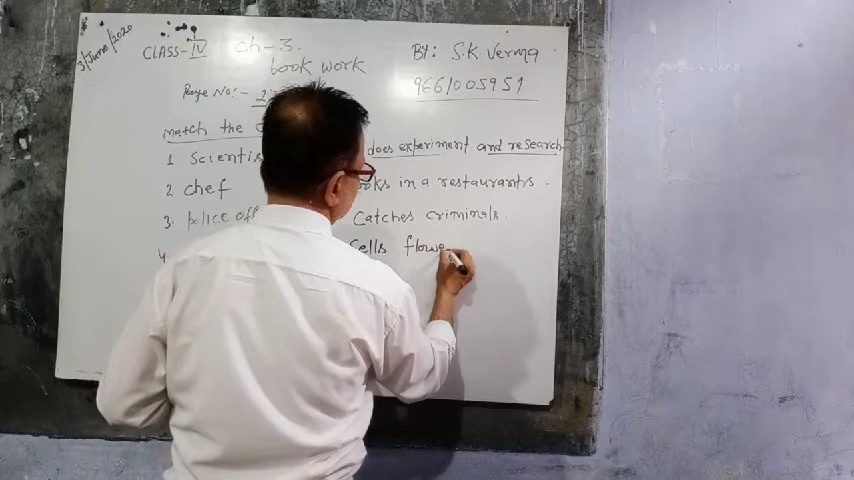 3/June/2020
CLASS-IV Ch-3. BY: S.K. Verma
book work 9661005951
Page No:-
Match the
1 Scientis does experiment and research
2 chef oks in a restaurants.
3. police off Catches criminals.
4. Sells flowe